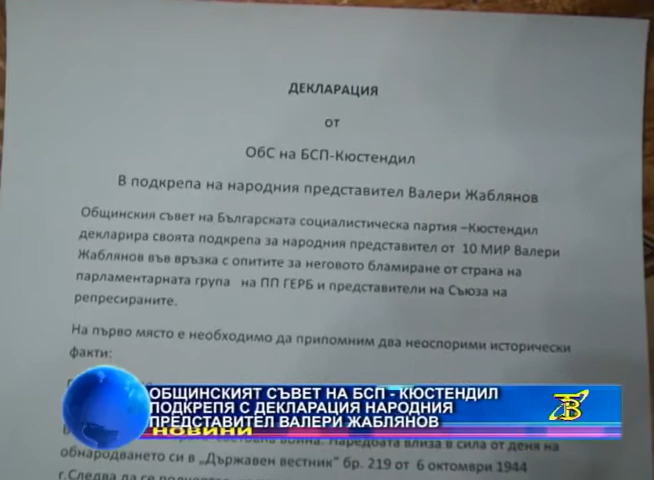 ДЕКЛАРАЦИЯ
от
ОбС на БСП-Кюстендил
В подкрепа на народния представител Валери Жаблянов
Общинския съвет на Българската социалистическа партия –Кюстендил
декларира своята подкрепа за народния представител от 10 МИР Валери
Жаблянов във връзка с опитите за неговото бламиране от страна на
парламентарната група на ПП ГЕРБ и представители на Съюза на
репресираните.
На първо място е необходимо да припомним два неоспорими исторически
факти:
ОБЩИНСКИЯТ СЪВЕТ НА БСП - КЮСТЕНДИЛ
ПОДКРЕПЯ С ДЕКЛАРАЦИЯ НАРОДНИЯ
ПРЕДСТАВИТЕЛ ВАЛЕРИ ЖАБЛЯНОВ
НОВИНИ
ТВ
война. Наредбата влиза в сила от деня на
обнародването си в „Държавен вестник" бр. 219 от 6 октомври 1944
г.Следва да се